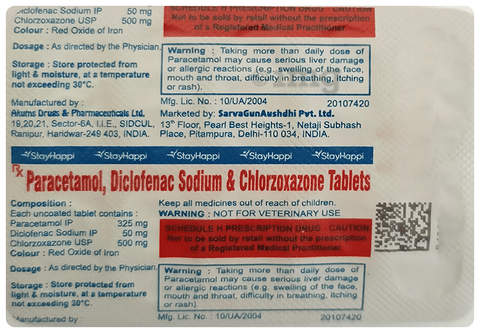 Diclofenac Sodium IP 50 mg
Chlorzoxazone USP 500 mg
Colour : Red Oxide of Iron
Dosage : As directed by the Physician.
Storage : Store protected from
light & moisture, at a temperature
not exceeding 30°C.
Manufactured by :
Akums Drugs & Pharmaceuticals Ltd.
19,20,21, Sector-6A, I.I.E., SIDCUL,
Ranipur, Haridwar-249 403, INDIA.
SCHEDULE H PRESCRIPTION DRUG - CAUTION
Not to be sold by retail without the prescription
of a Registered Medical Practitioner.
Warning : Taking more than daily dose of
Paracetamol may cause serious liver damage
or allergic reactions (e.g. swelling of the face,
mouth and throat, difficulty in breathing, itching
or rash).
Mfg. Lic. No. : 10/UA/2004 20107420
Marketed by: SarvaGunAushdhi Pvt. Ltd.
13th Floor, Pearl Best Heights-1, Netaji Subhash
Place, Pitampura, Delhi-110 034, INDIA.
StayHappi StayHappi StayHappi StayHappi StayHappi
Rx Paracetamol, Diclofenac Sodium & Chlorzoxazone Tablets
Composition :
Each uncoated tablet contains :
Paracetamol IP 325 mg
Diclofenac Sodium IP 50 mg
Chlorzoxazone USP 500 mg
Colour : Red Oxide of Iron
Dosage : As directed by the Physician.
Storage : Store protected from
light & moisture, at a temperature
not exceeding 30°C.
Manufactured by :
Keep all medicines out of reach of children.
WARNING : NOT FOR VETERINARY USE
SCHEDULE H PRESCRIPTION DRUG - CAUTION
Not to be sold by retail without the prescription
of a Registered Medical Practitioner.
Warning : Taking more than daily dose of
Paracetamol may cause serious liver damage
or allergic reactions (e.g. swelling of the face,
mouth and throat, difficulty in breathing, itching
or rash).
Mfg. Lic. No. : 10/UA/2004 20107420